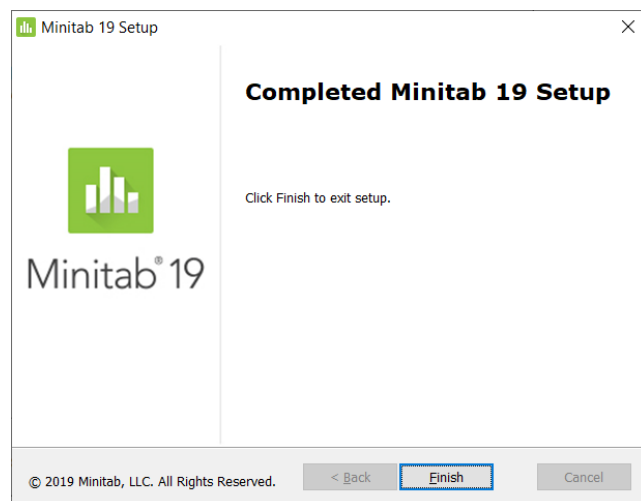 Minitab 19 Setup
Completed Minitab 19 Setup
Click Finish to exit setup.
Minitab® 19
© 2019 Minitab, LLC. All Rights Reserved.
< Back
Finish
Cancel